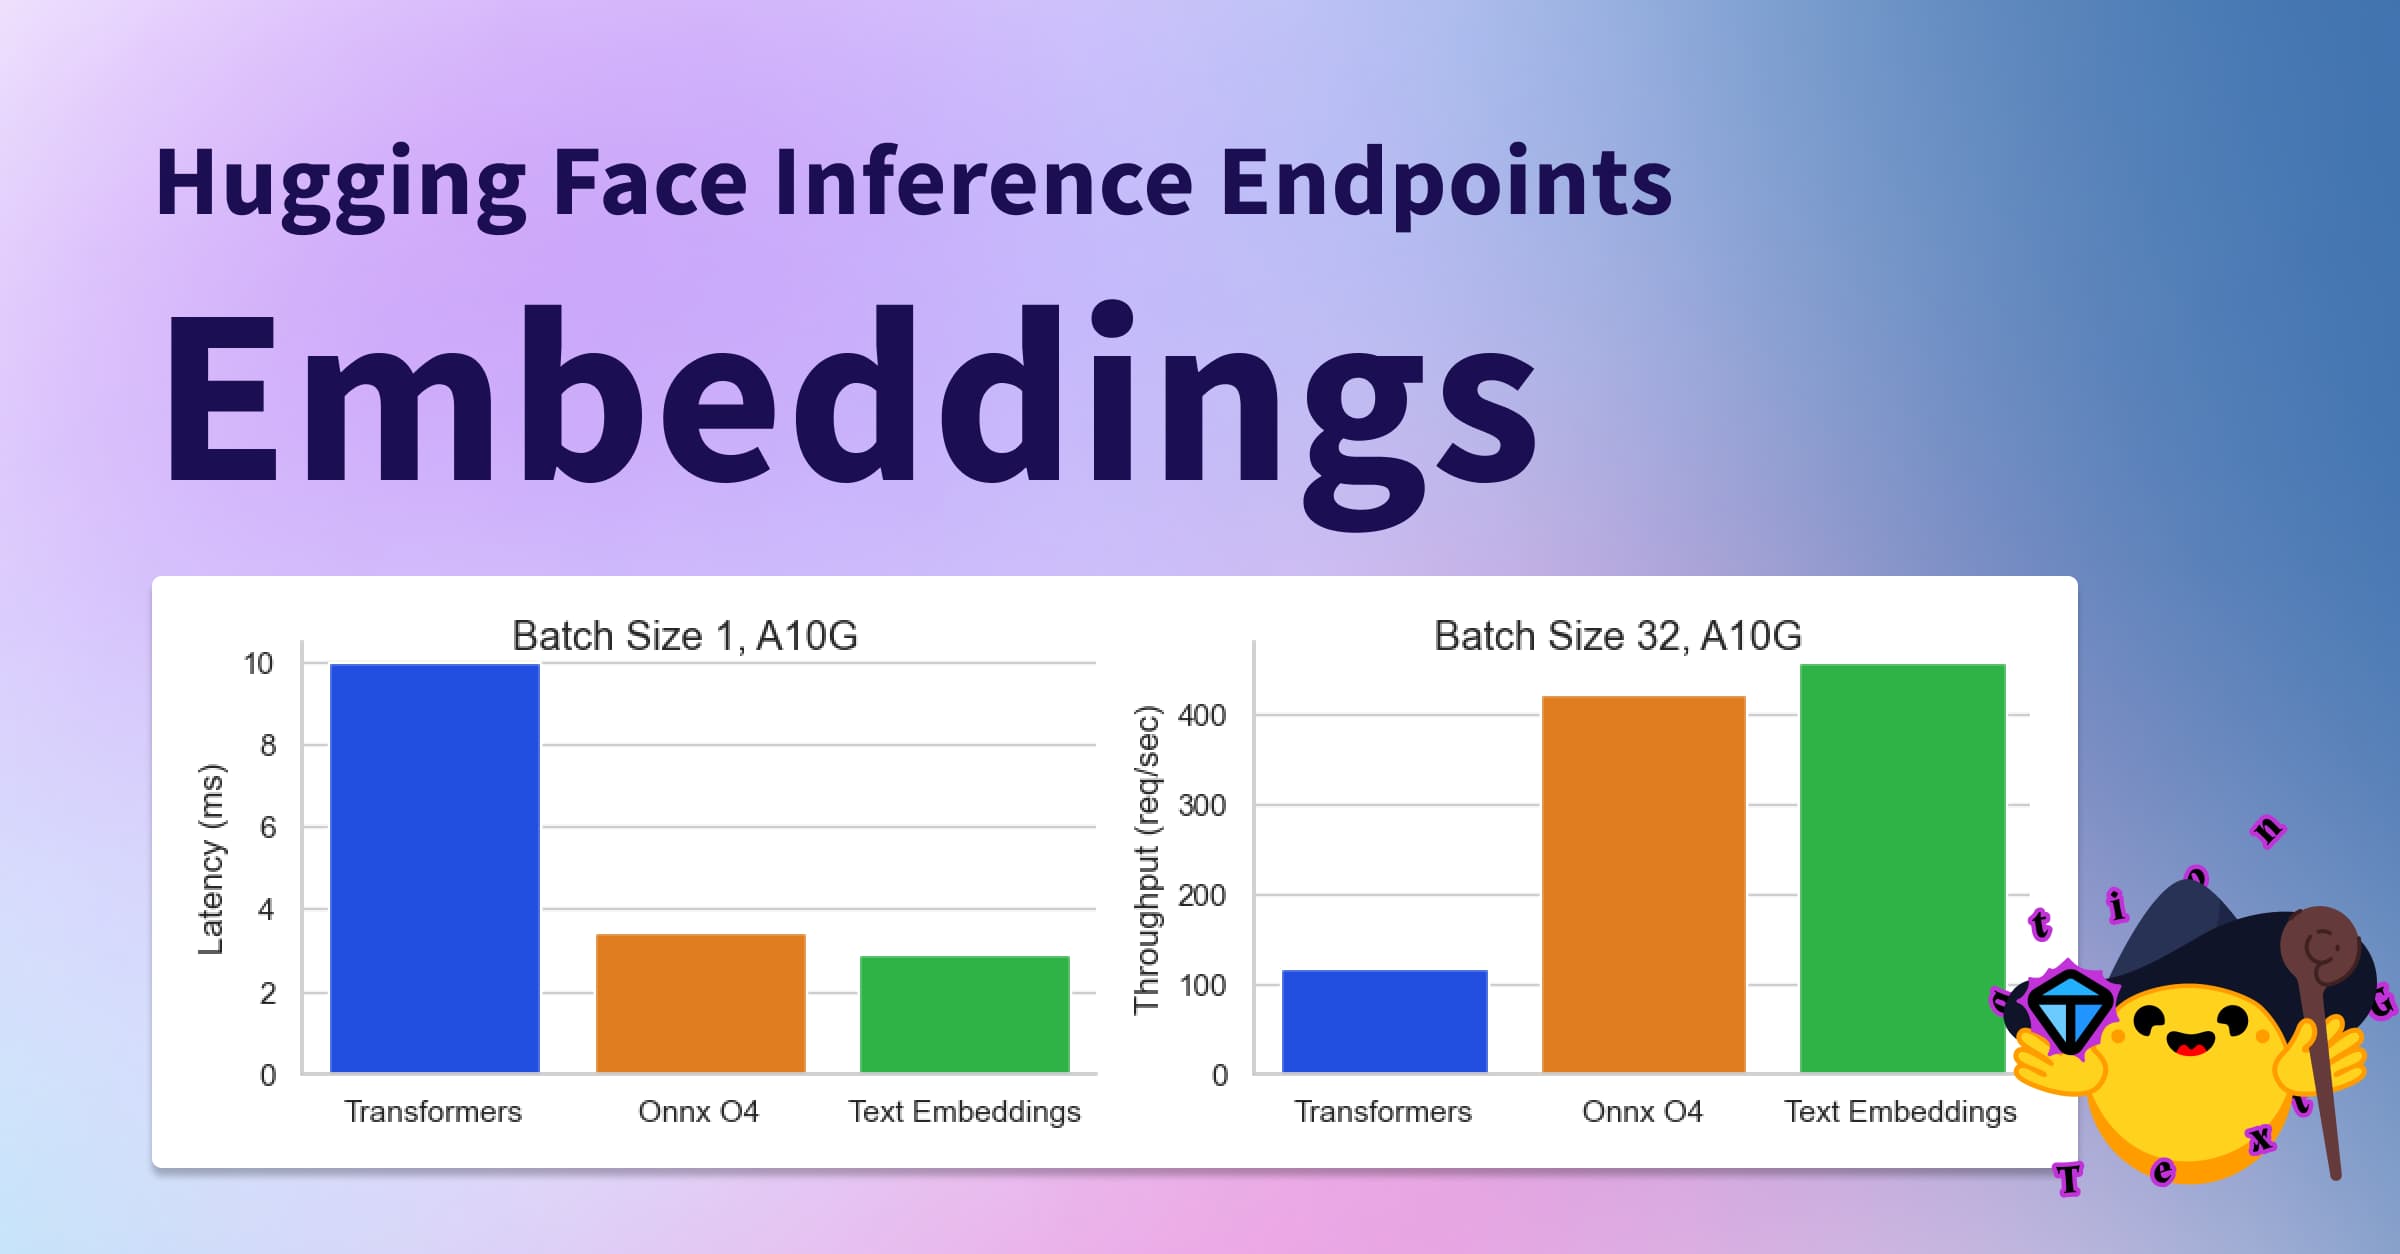 Hugging Face Inference Endpoints
Embeddings
Batch Size 1, A10G
10
8
6
4
2
0
Latency (ms)
Transformers
Onnx O4
Text Embeddings
Batch Size 32, A10G
400
300
200
100
0
Throughput (req/sec)
Transformers
Onnx O4
Text Embeddings
T e x t
G
t i o n
T